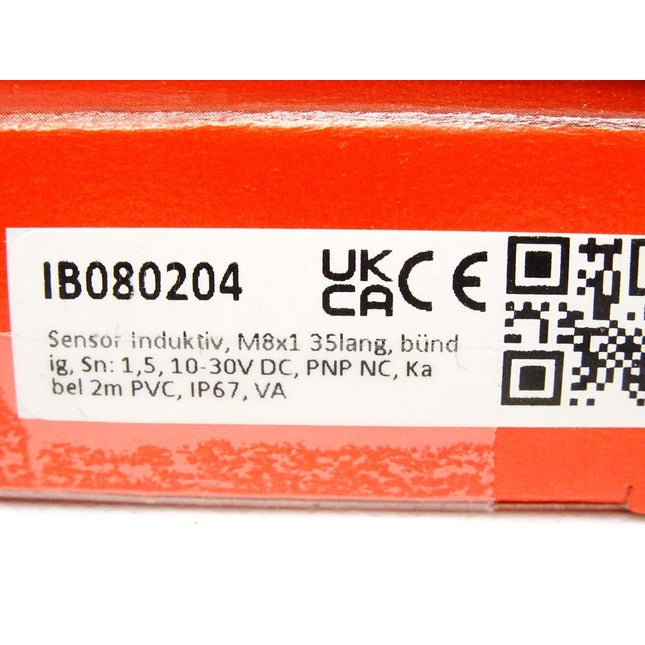 IB080204
UK
CA CE
Sensor Induktiv, M8x1 35lang, bünd
ig, Sn: 1,5, 10-30V DC, PNP NC, Ka
bel 2m PVC, IP67, VA